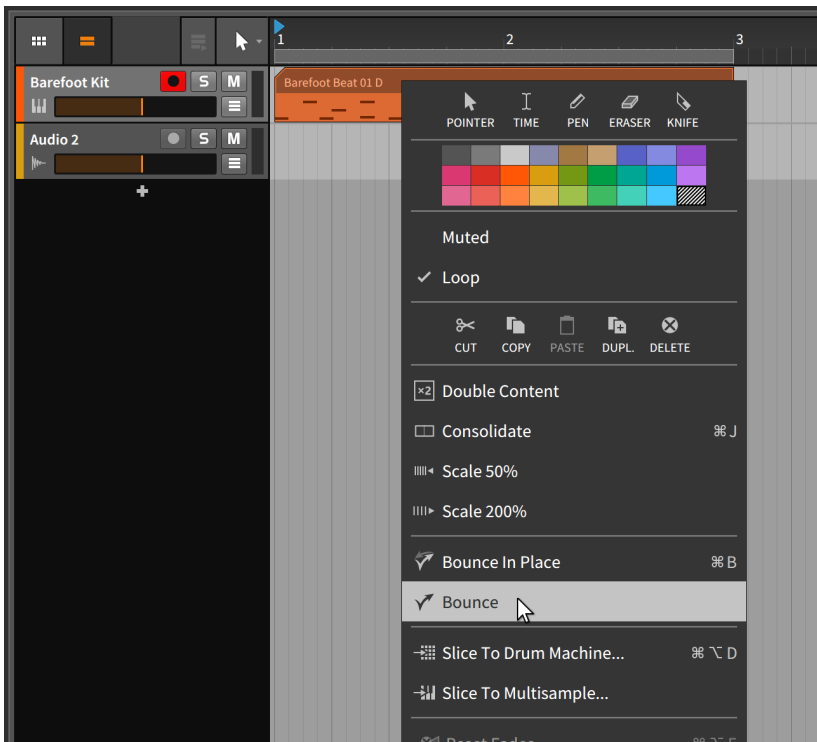 1
2
3
Barefoot Kit
S
M
Barefoot Beat 01 D
Audio 2
S
M
POINTER TIME PEN ERASER KNIFE
Muted
Loop
CUT COPY PASTE DUPL. DELETE
×2 Double Content
Consolidate ⌘ J
Scale 50%
Scale 200%
Bounce In Place ⌘ B
Bounce
Slice To Drum Machine... ⌘ ⌥ D
Slice To Multisample...